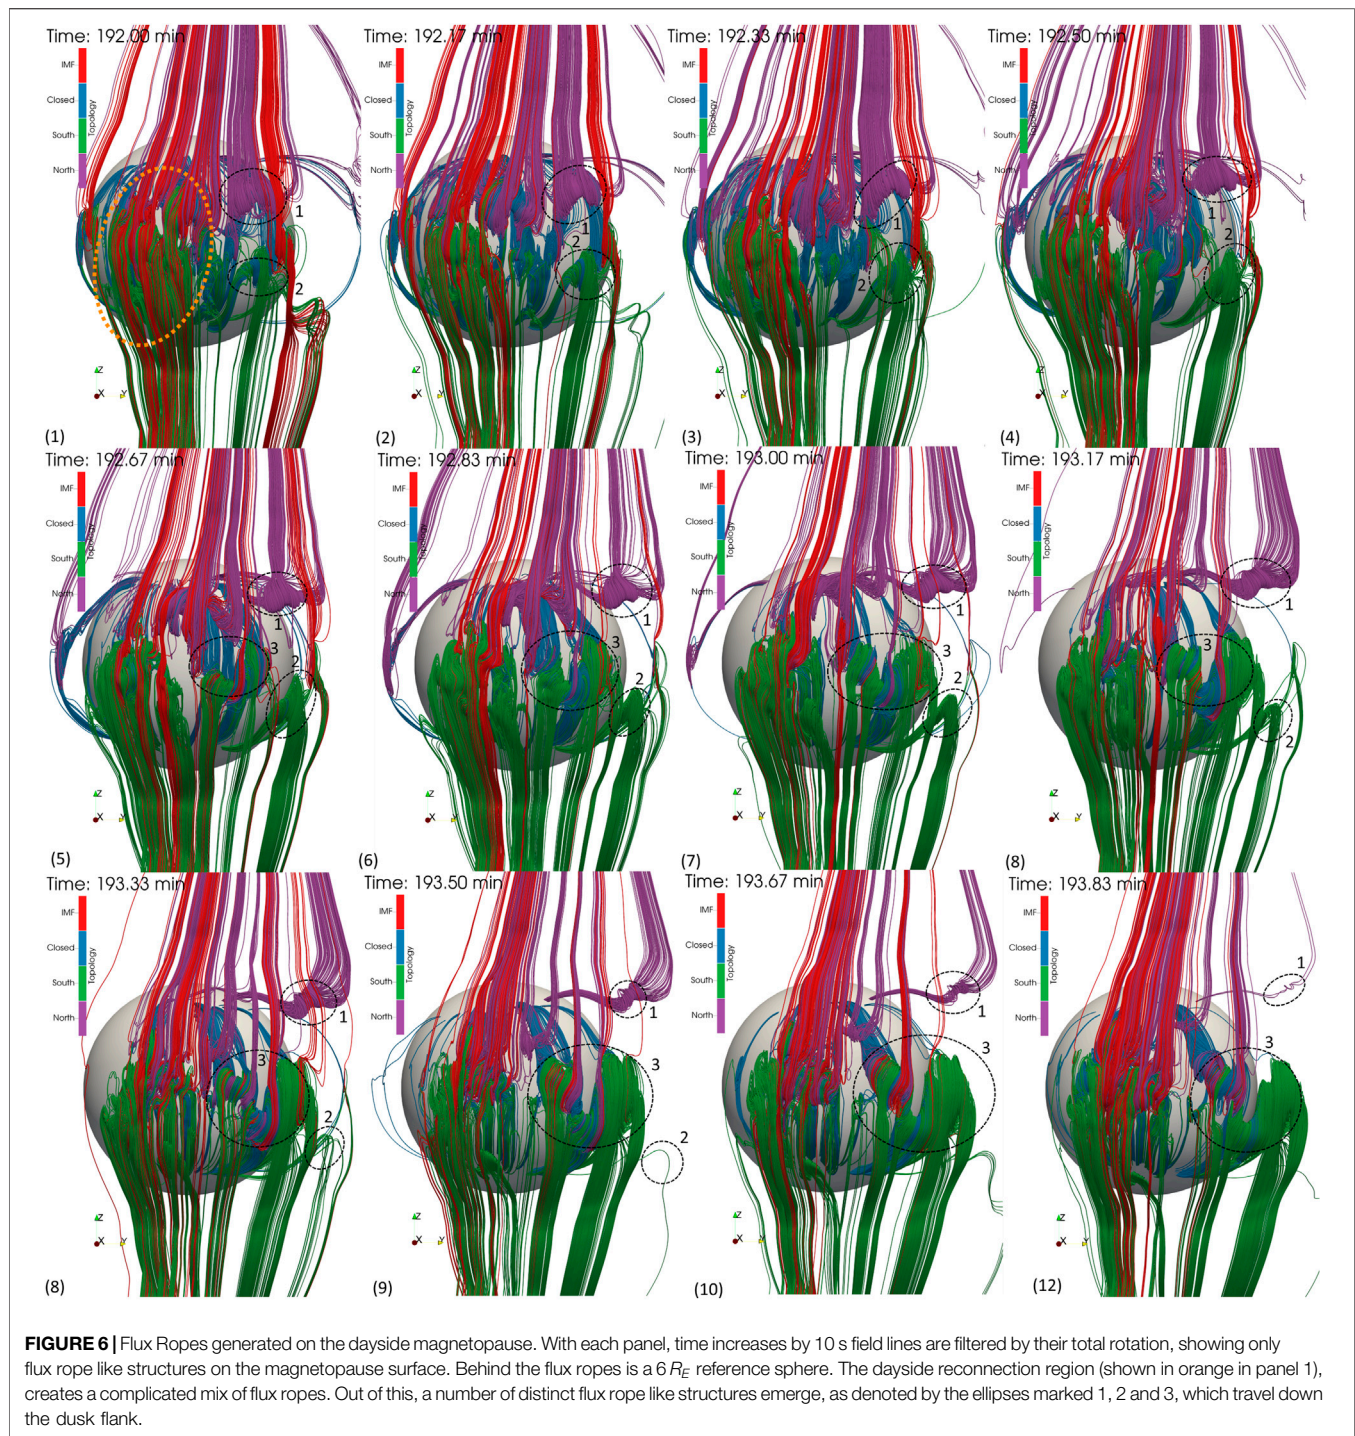 Time: 192.00 min
IMF
Closed
South
North
Topology
1
2
Z
X
Y
(1)
Time: 192.17 min
IMF
Closed
South
North
Topology
1
2
Z
X
Y
(2)
Time: 192.33 min
IMF
Closed
South
North
Topology
1
2
Z
X
Y
(3)
Time: 192.50 min
IMF
Closed
South
North
Topology
1
2
Z
X
Y
(4)
Time: 192.67 min
IMF
Closed
South
North
Topology
1
3
2
Z
X
Y
(5)
Time: 192.83 min
IMF
Closed
South
North
Topology
1
3
2
Z
X
Y
(6)
Time: 193.00 min
IMF
Closed
South
North
Topology
1
3
2
Z
X
Y
(7)
Time: 193.17 min
IMF
Closed
South
North
Topology
1
3
2
Z
X
Y
(8)
Time: 193.33 min
IMF
Closed
South
North
Topology
1
3
2
Z
X
Y
(8)
Time: 193.50 min
IMF
Closed
South
North
Topology
1
3
2
Z
X
Y
(9)
Time: 193.67 min
IMF
Closed
South
North
Topology
1
3
Z
X
Y
(10)
Time: 193.83 min
IMF
Closed
South
North
Topology
1
3
Z
X
Y
(12)
FIGURE 6 | Flux Ropes generated on the dayside magnetopause. With each panel, time increases by 10 s field lines are filtered by their total rotation, showing only
flux rope like structures on the magnetopause surface. Behind the flux ropes is a 6 R_E reference sphere. The dayside reconnection region (shown in orange in panel 1),
creates a complicated mix of flux ropes. Out of this, a number of distinct flux rope like structures emerge, as denoted by the ellipses marked 1, 2 and 3, which travel down
the dusk flank.